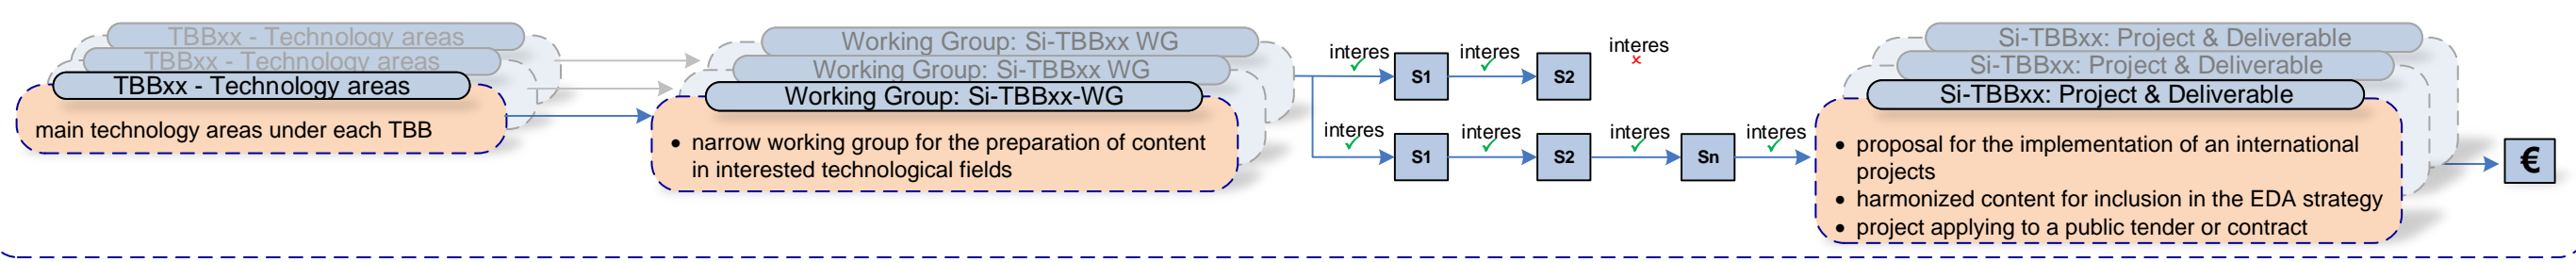 TBBxx - Technology areas
TBBxx - Technology areas
TBBxx - Technology areas
main technology areas under each TBB
Working Group: Si-TBBxx WG
Working Group: Si-TBBxx WG
Working Group: Si-TBBxx-WG
• narrow working group for the preparation of content
in interested technological fields
interes
S1
interes
S2
interes
interes
S1
interes
S2
interes
Sn
interes
Si-TBBxx: Project & Deliverable
Si-TBBxx: Project & Deliverable
Si-TBBxx: Project & Deliverable
• proposal for the implementation of an international
projects
• harmonized content for inclusion in the EDA strategy
• project applying to a public tender or contract
€